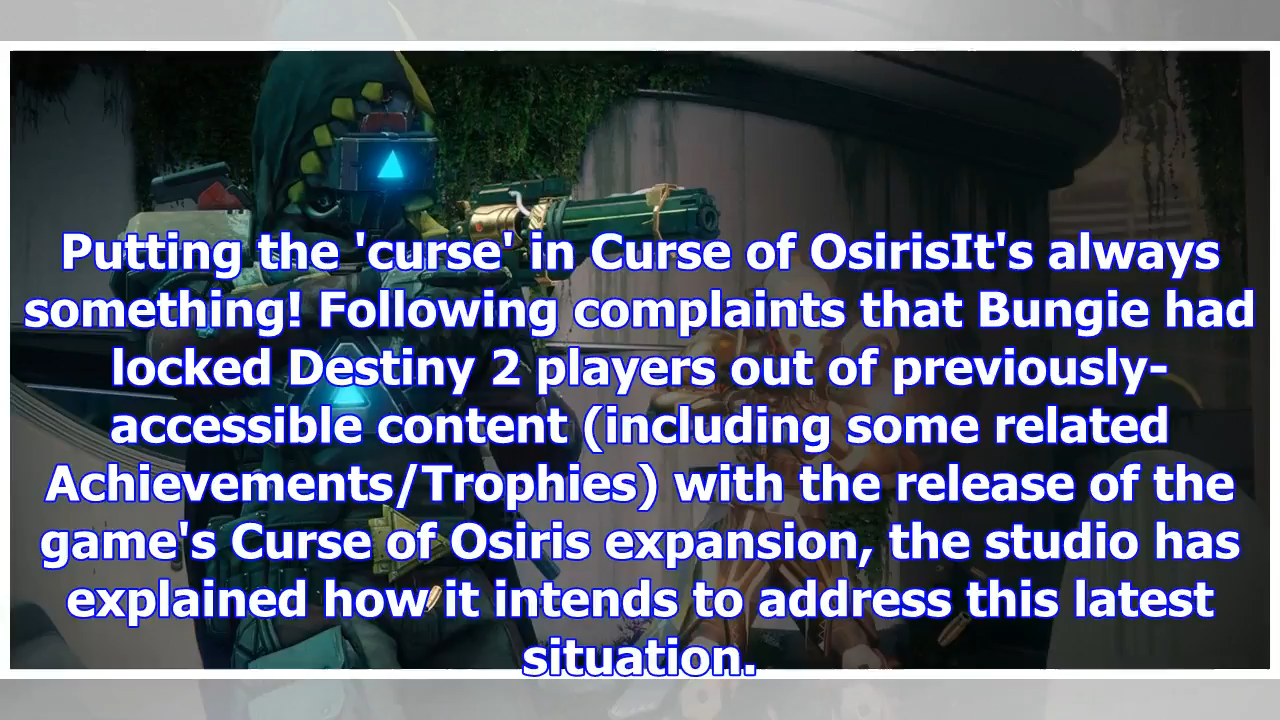 Putting the 'curse' in Curse of OsirisIt's always
something! Following complaints that Bungie had
locked Destiny 2 players out of previously-
accessible content (including some related
Achievements/Trophies) with the release of the
game's Curse of Osiris expansion, the studio has
explained how it intends to address this latest
situation.